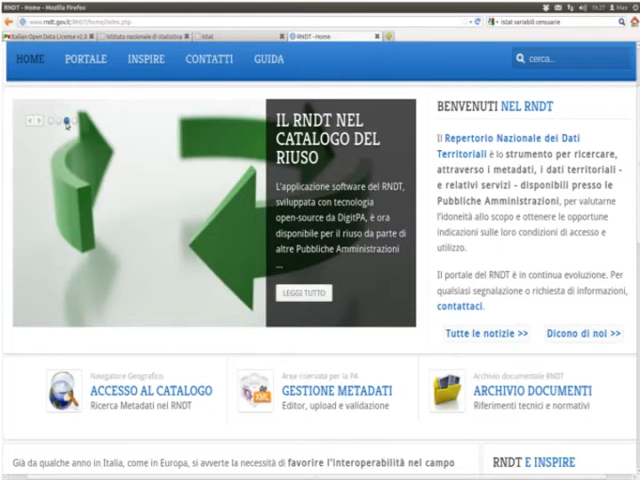 RNDT - Home - Mozilla Firefox
19:27
www.rndt.gov.it/RNDT/home/index.php
istat variabili censuarie
Italian Open Data License v2.0
Istituto nazionale di statistica
Istat
RNDT - Home
HOME
PORTALE
INSPIRE
CONTATTI
GUIDA
cerca...
IL RNDT NEL
CATALOGO DEL
RIUSO
L'applicazione software del RNDT,
sviluppata con tecnologia
open-source da DigitPA, è ora
disponibile per il riuso da parte di
altre Pubbliche Amministrazioni
...
LEGGI TUTTO
BENVENUTI NEL RNDT
Il Repertorio Nazionale dei Dati
Territoriali è lo strumento per ricercare,
attraverso i metadati, i dati territoriali -
e relativi servizi - disponibili presso le
Pubbliche Amministrazioni, per valutarne
l'idoneità allo scopo e ottenere le opportune
indicazioni sulle loro condizioni di accesso e
utilizzo.
Il portale del RNDT è in continua evoluzione. Per
qualsiasi segnalazione o richiesta di informazioni,
contattaci.
Tutte le notizie >>
Dicono di noi >>
Navigatore Geografico
ACCESSO AL CATALOGO
Ricerca Metadati nel RNDT
XML
Area risersata per la PA
GESTIONE METADATI
Editor, upload e validazione
Archivio documentale RNDT
ARCHIVIO DOCUMENTI
Riferimenti tecnici e normativi
Già da qualche anno in Italia, come in Europa, si avverte la necessità di favorire l'interoperabilità nel campo
RNDT E INSPIRE